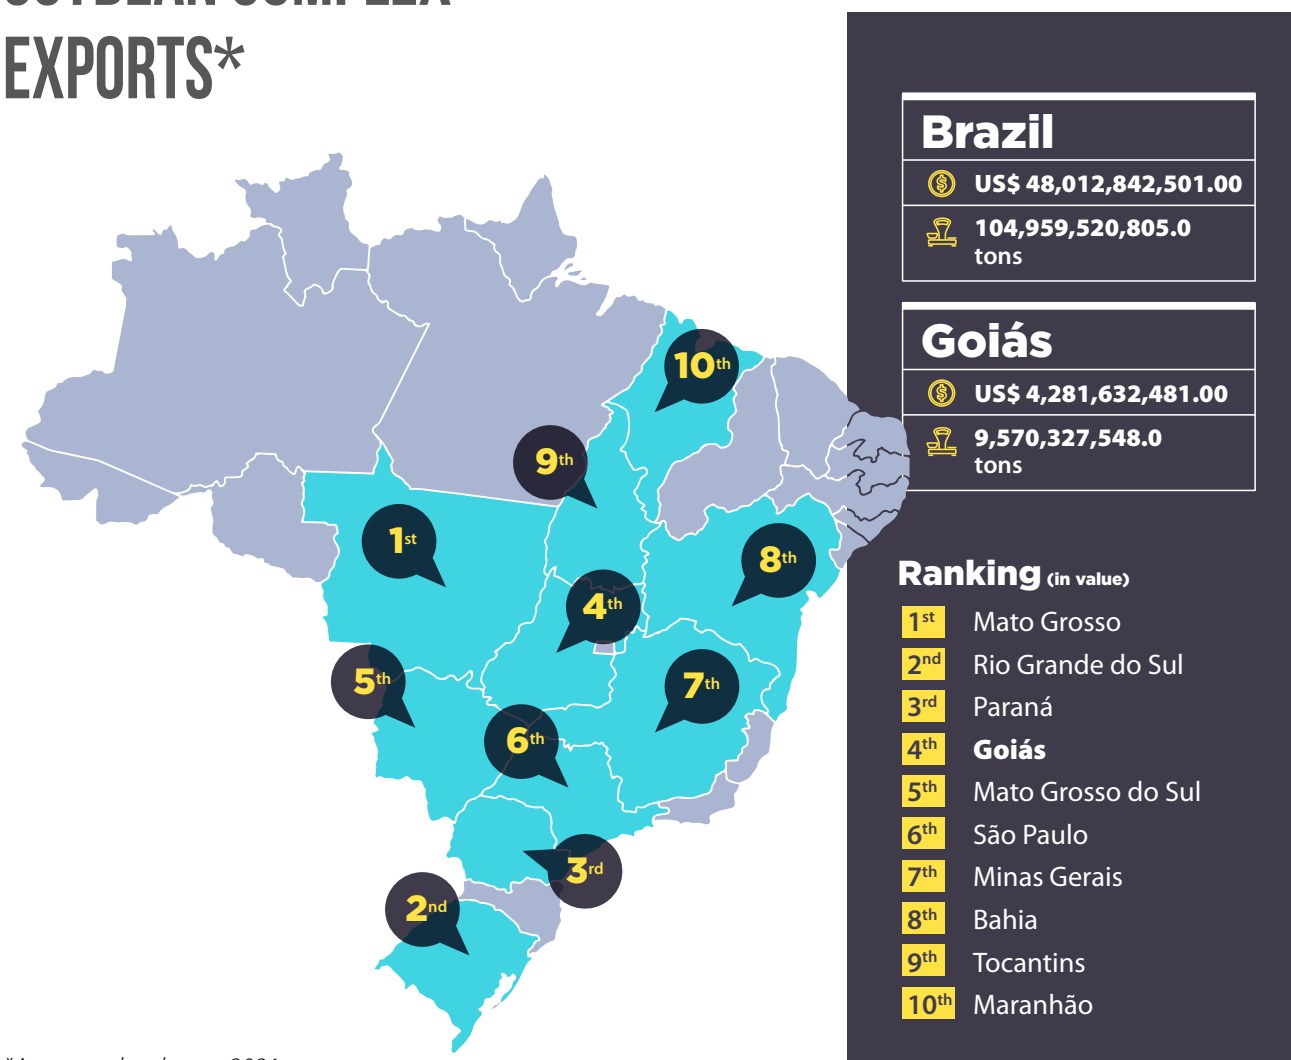 SOYBEAN COMPLEX
EXPORTS*
Brazil
US$ 48,012,842,501.00
104,959,520,805.0
tons
Goiás
US$ 4,281,632,481.00
9,570,327,548.0
tons
10th
9th
1st
8th
4th
5th
7th
6th
3rd
2nd
Ranking (in value)
1st Mato Grosso
2nd Rio Grande do Sul
3rd Paraná
4th Goiás
5th Mato Grosso do Sul
6th São Paulo
7th Minas Gerais
8th Bahia
9th Tocantins
10th Maranhão
2021